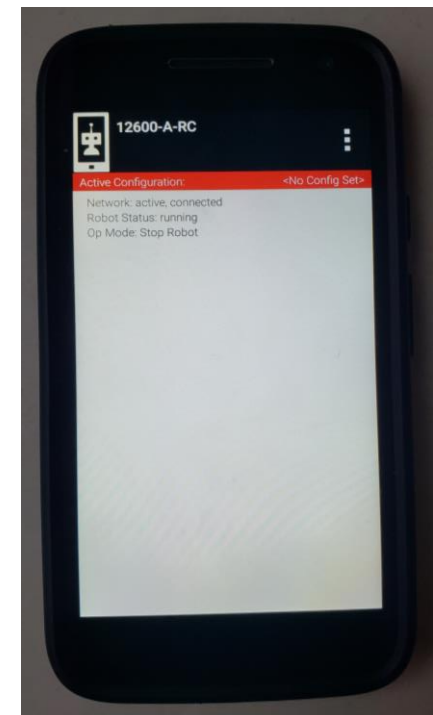 12600-A-RC
Active Configuration: <No Config Set>
Network: active, connected
Robot Status: running
Op Mode: Stop Robot